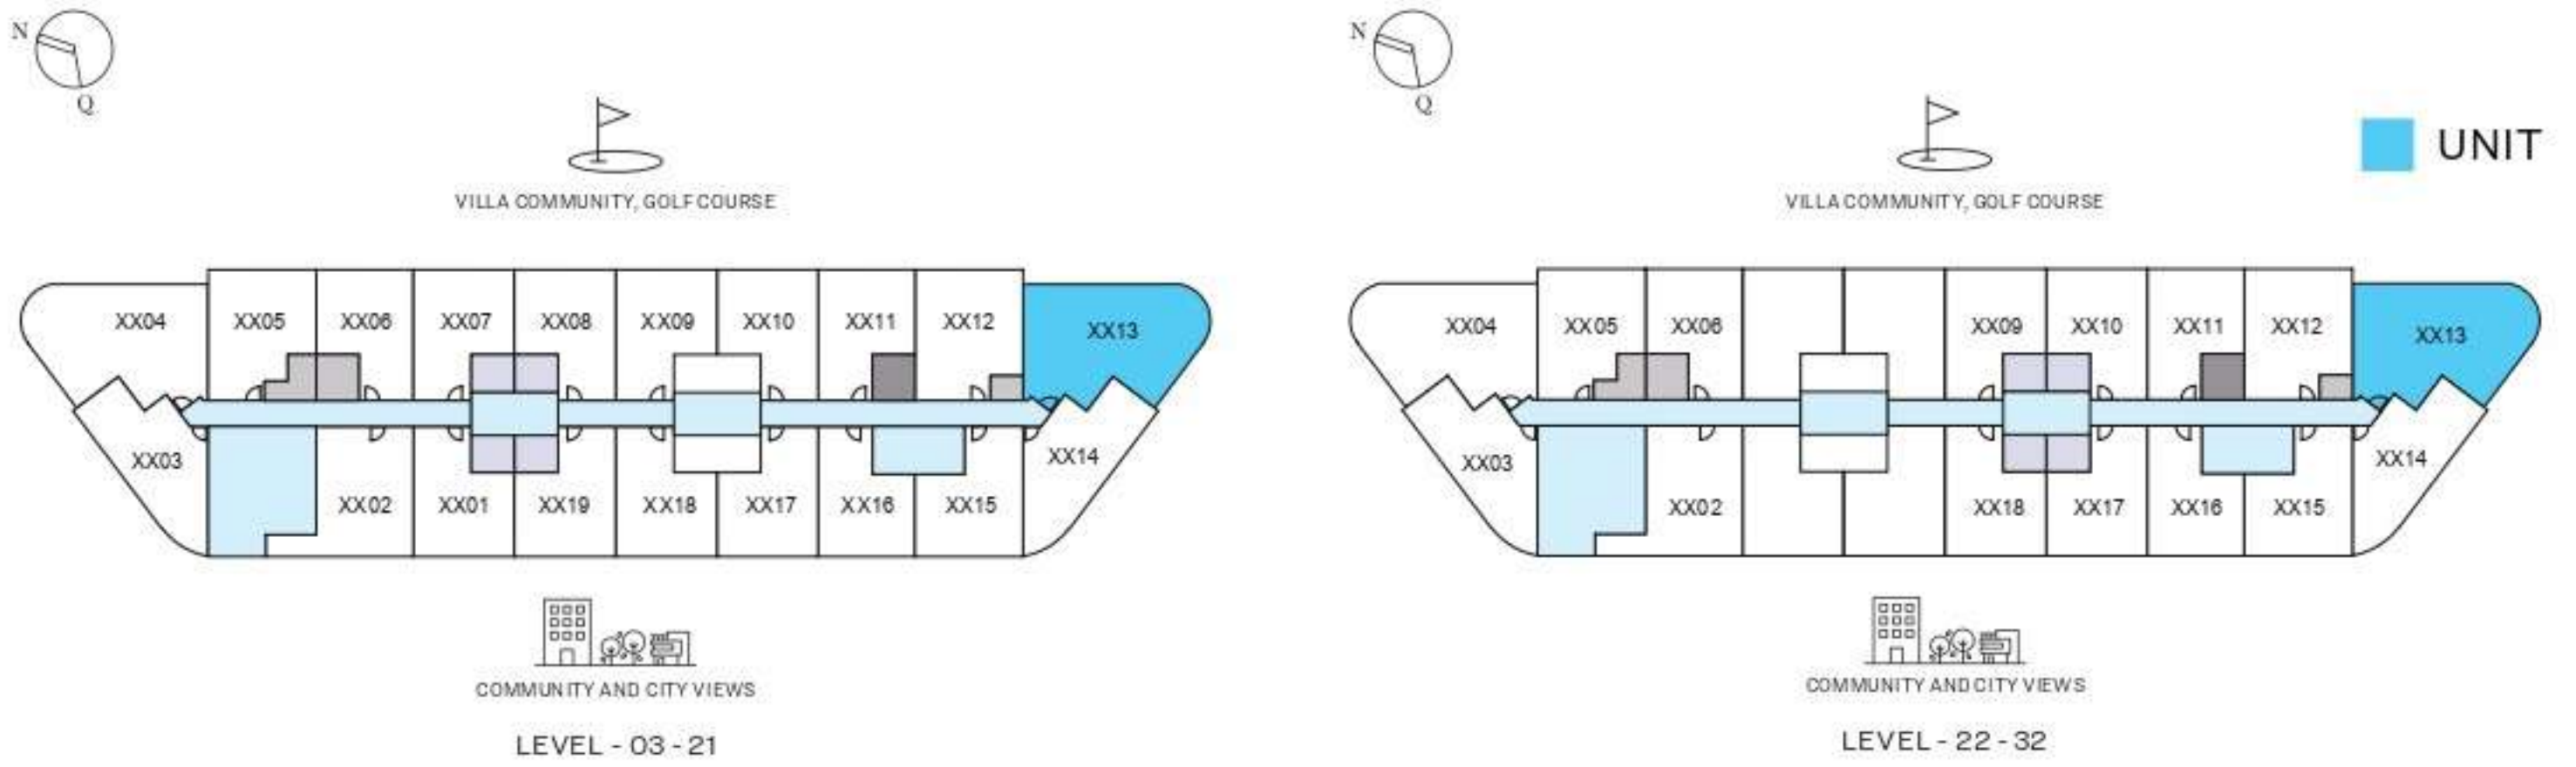 N
Q
VILLA COMMUNITY, GOLF COURSE
XX04 XX05 XX06 XX07 XX08 XX09 XX10 XX11 XX12 XX13
XX03 XX02 XX01 XX19 XX18 XX17 XX16 XX15 XX14
COMMUNITY AND CITY VIEWS
LEVEL - 03 - 21
N
Q
VILLA COMMUNITY, GOLF COURSE
UNIT
XX04 XX05 XX06 XX09 XX10 XX11 XX12 XX13
XX03 XX02 XX18 XX17 XX16 XX15 XX14
COMMUNITY AND CITY VIEWS
LEVEL - 22 - 32